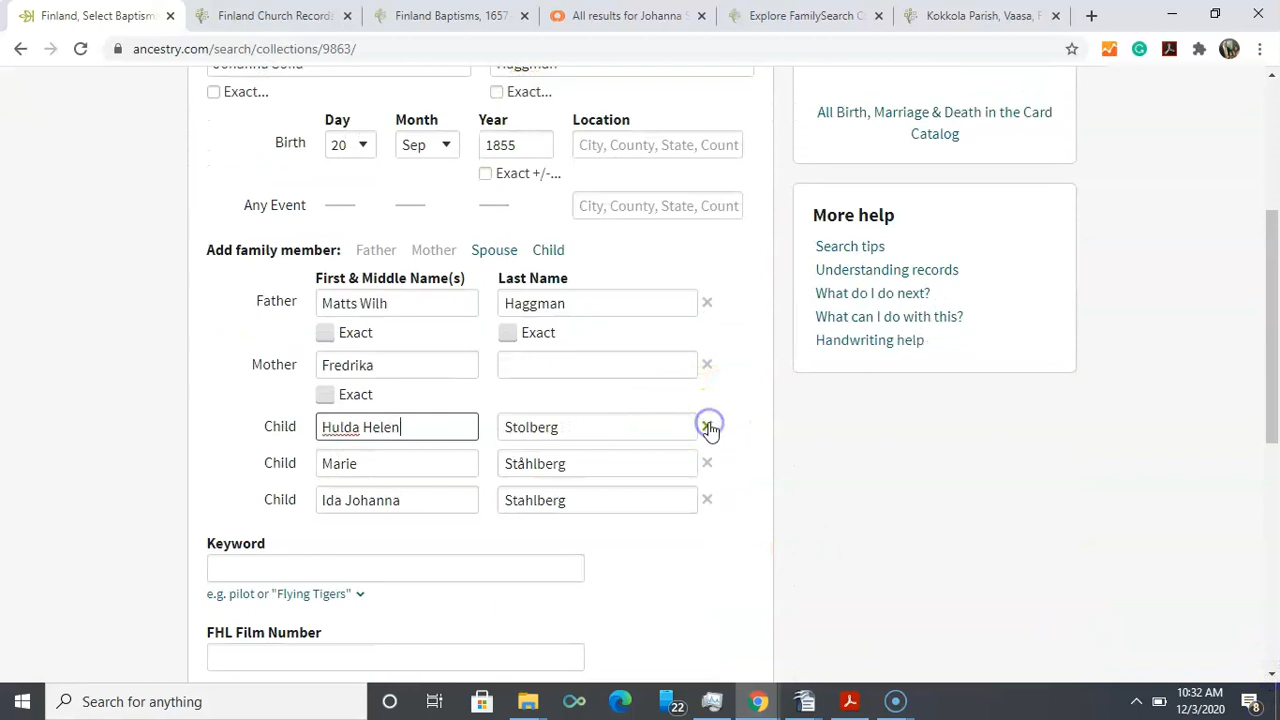 Finland, Select Baptisms
Finland Church Record
Finland Baptisms, 1657
All results for Johanna S
Explore FamilySearch C
Kokkola Parish, Vaasa, F
ancestry.com/search/collections/9863/
Johanna Sofia
Haggman
Exact...
Exact...
Day
Month
Year
Location
Birth
20
Sep
1855
City, County, State, Count
Exact +/-...
Any Event
City, County, State, Count
Add family member:
Father
Mother
Spouse
Child
First & Middle Name(s)
Last Name
Father
Matts Wilh
Haggman
Exact
Exact
Mother
Fredrika
Exact
Child
Hulda Helen
Stolberg
Child
Marie
Ståhlberg
Child
Ida Johanna
Stahlberg
Keyword
e.g. pilot or "Flying Tigers"
FHL Film Number
All Birth, Marriage & Death in the Card
Catalog
More help
Search tips
Understanding records
What do I do next?
What can I do with this?
Handwriting help
Search for anything
22
10:32 AM
12/3/2020
8